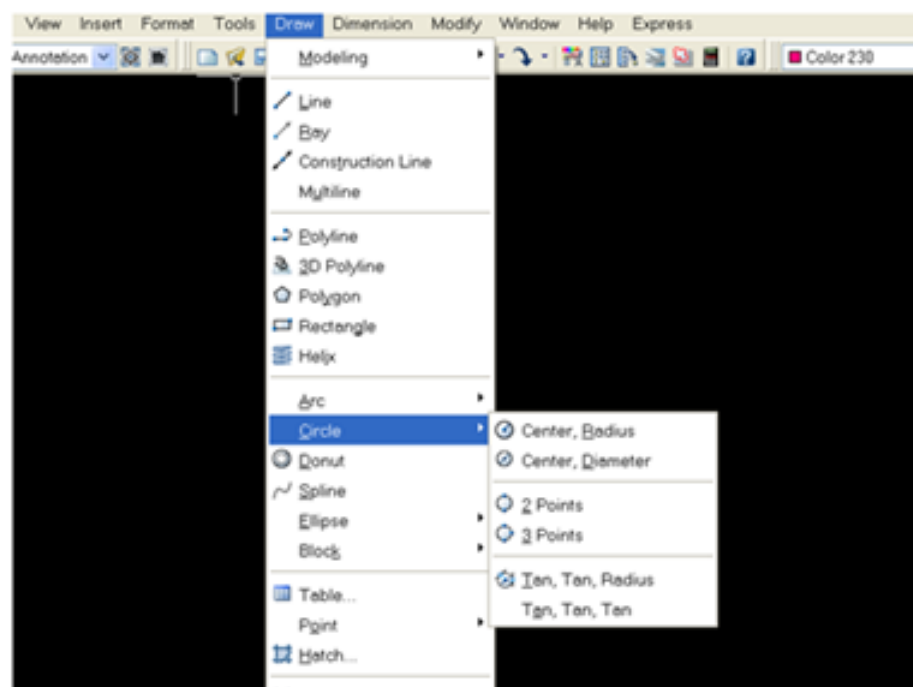 View Insert Format Tools Draw Dimension Modify Window Help Express
Annotation
Color 230
Modeling
Line
Ray
Construction Line
Multiline
Polyline
3D Polyline
Polygon
Rectangle
Helix
Arc
Circle
Center, Radius
Center, Diameter
2 Points
3 Points
Tan, Tan, Radius
Tan, Tan, Tan
Donut
Spline
Ellipse
Block
Table...
Point
Hatch...